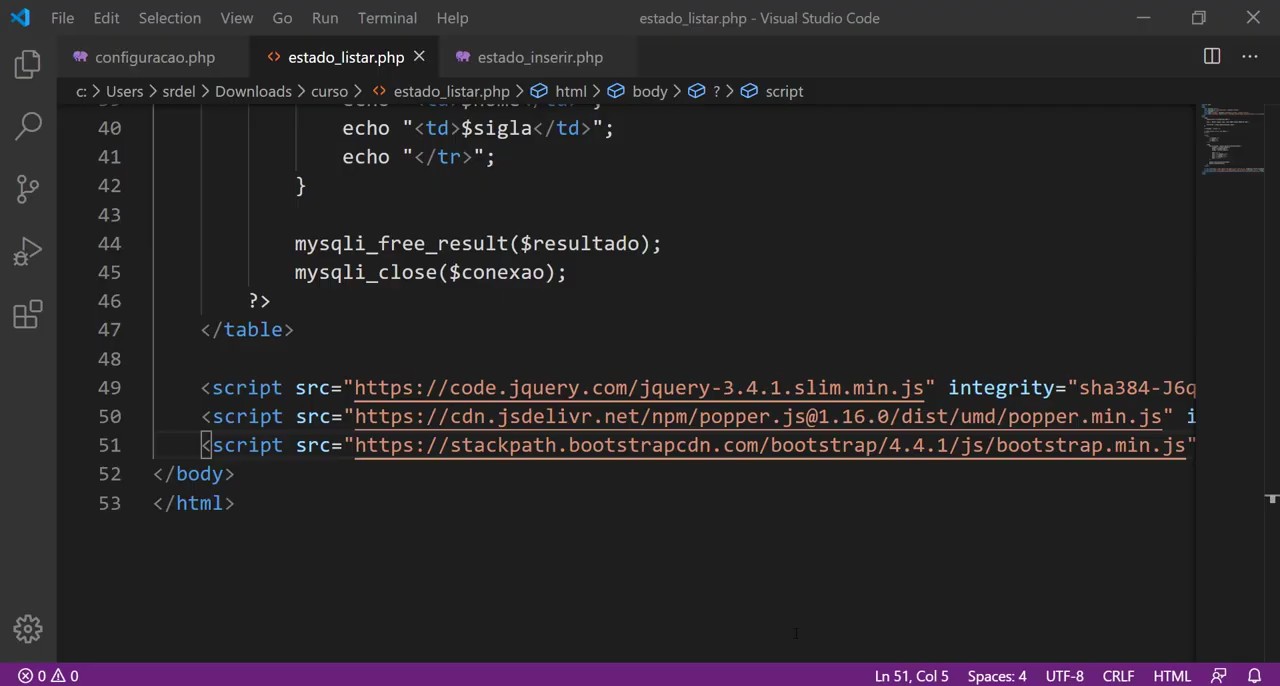 File Edit Selection View Go Run Terminal Help estado_listar.php - Visual Studio Code
configuracao.php estado_listar.php estado_inserir.php
c: > Users > srdel > Downloads > curso > estado_listar.php > html > body > ? > script
40 echo "<td>$sigla</td>";
41 echo "</tr>";
42 }
43
44 mysqli_free_result($resultado);
45 mysqli_close($conexao);
46 ?>
47 </table>
48
49 <script src="https://code.jquery.com/jquery-3.4.1.slim.min.js" integrity="sha384-J6q
50 <script src="https://cdn.jsdelivr.net/npm/popper.js@1.16.0/dist/umd/popper.min.js" i
51 <script src="https://stackpath.bootstrapcdn.com/bootstrap/4.4.1/js/bootstrap.min.js"
52 </body>
53 </html>
0 0 Ln 51, Col 5 Spaces: 4 UTF-8 CRLF HTML